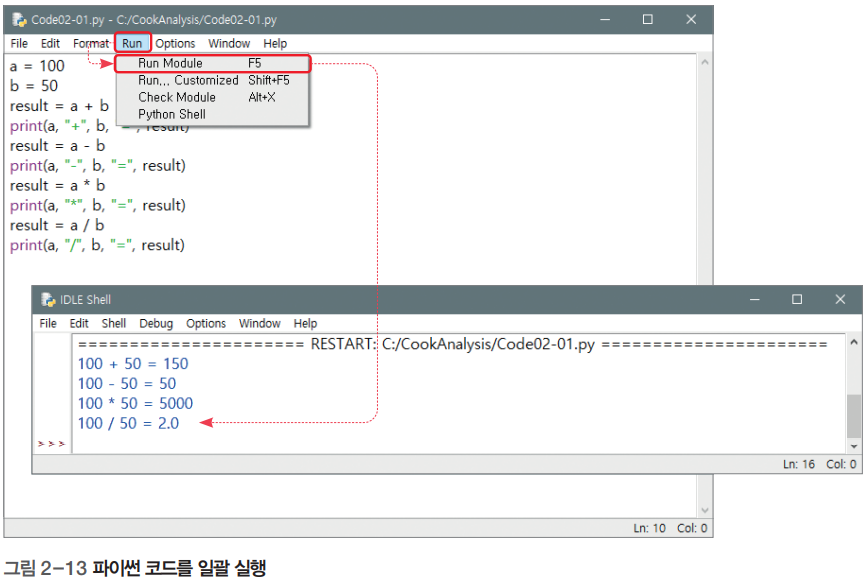 Code02-01.py - C:/CookAnalysis/Code02-01.py
File Edit Format Run Options Window Help
Run Module F5
Run... Customized Shift+F5
Check Module Alt+X
Python Shell
a = 100
b = 50
result = a + b
print(a, "+", b, "=", result)
result = a - b
print(a, "-", b, "=", result)
result = a * b
print(a, "*", b, "=", result)
result = a / b
print(a, "/", b, "=", result)
IDLE Shell
File Edit Shell Debug Options Window Help
====================== RESTART: C:/CookAnalysis/Code02-01.py ======================
100 + 50 = 150
100 - 50 = 50
100 * 50 = 5000
100 / 50 = 2.0
>>>
Ln: 16 Col: 0
Ln: 10 Col: 0
그림 2-13 파이썬 코드를 일괄 실행